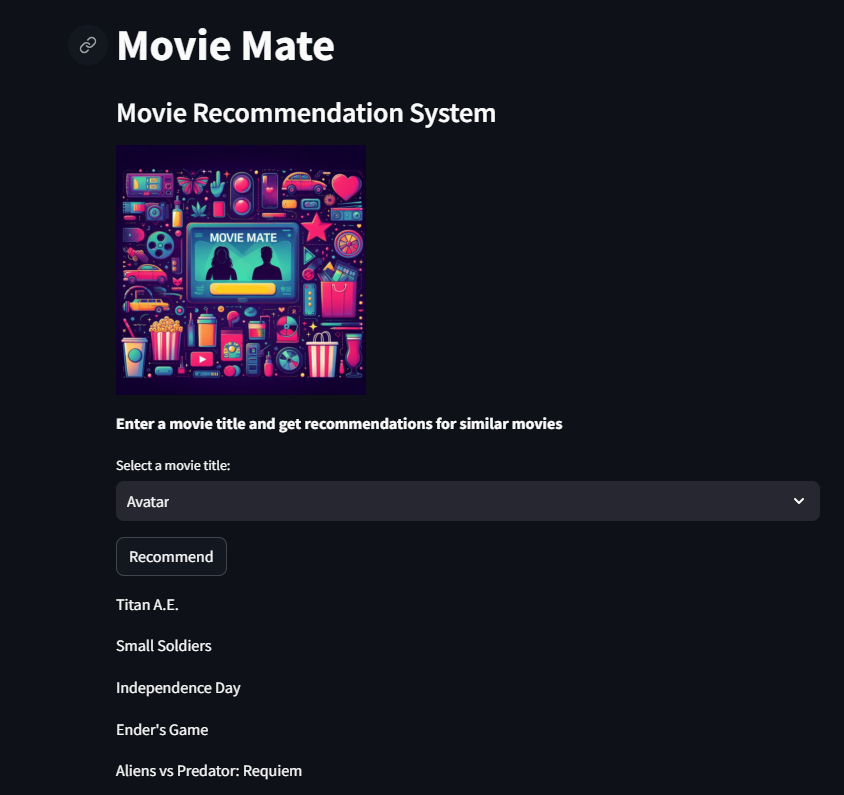 Movie Mate
Movie Recommendation System
MOVIE MATE
Enter a movie title and get recommendations for similar movies
Select a movie title:
Avatar
Recommend
Titan A.E.
Small Soldiers
Independence Day
Ender's Game
Aliens vs Predator: Requiem